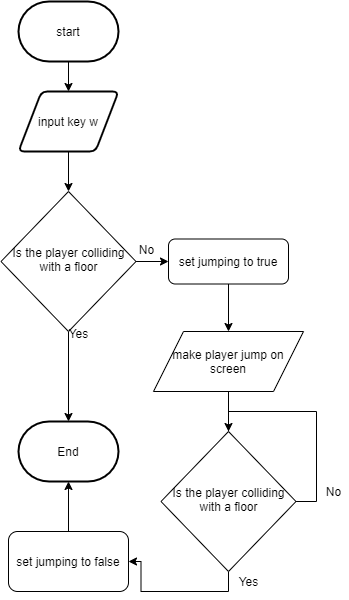 start
input key w
Is the player colliding
with a floor
No
set jumping to true
Yes
make player jump on
screen
End
Is the player colliding
with a floor
No
set jumping to false
Yes